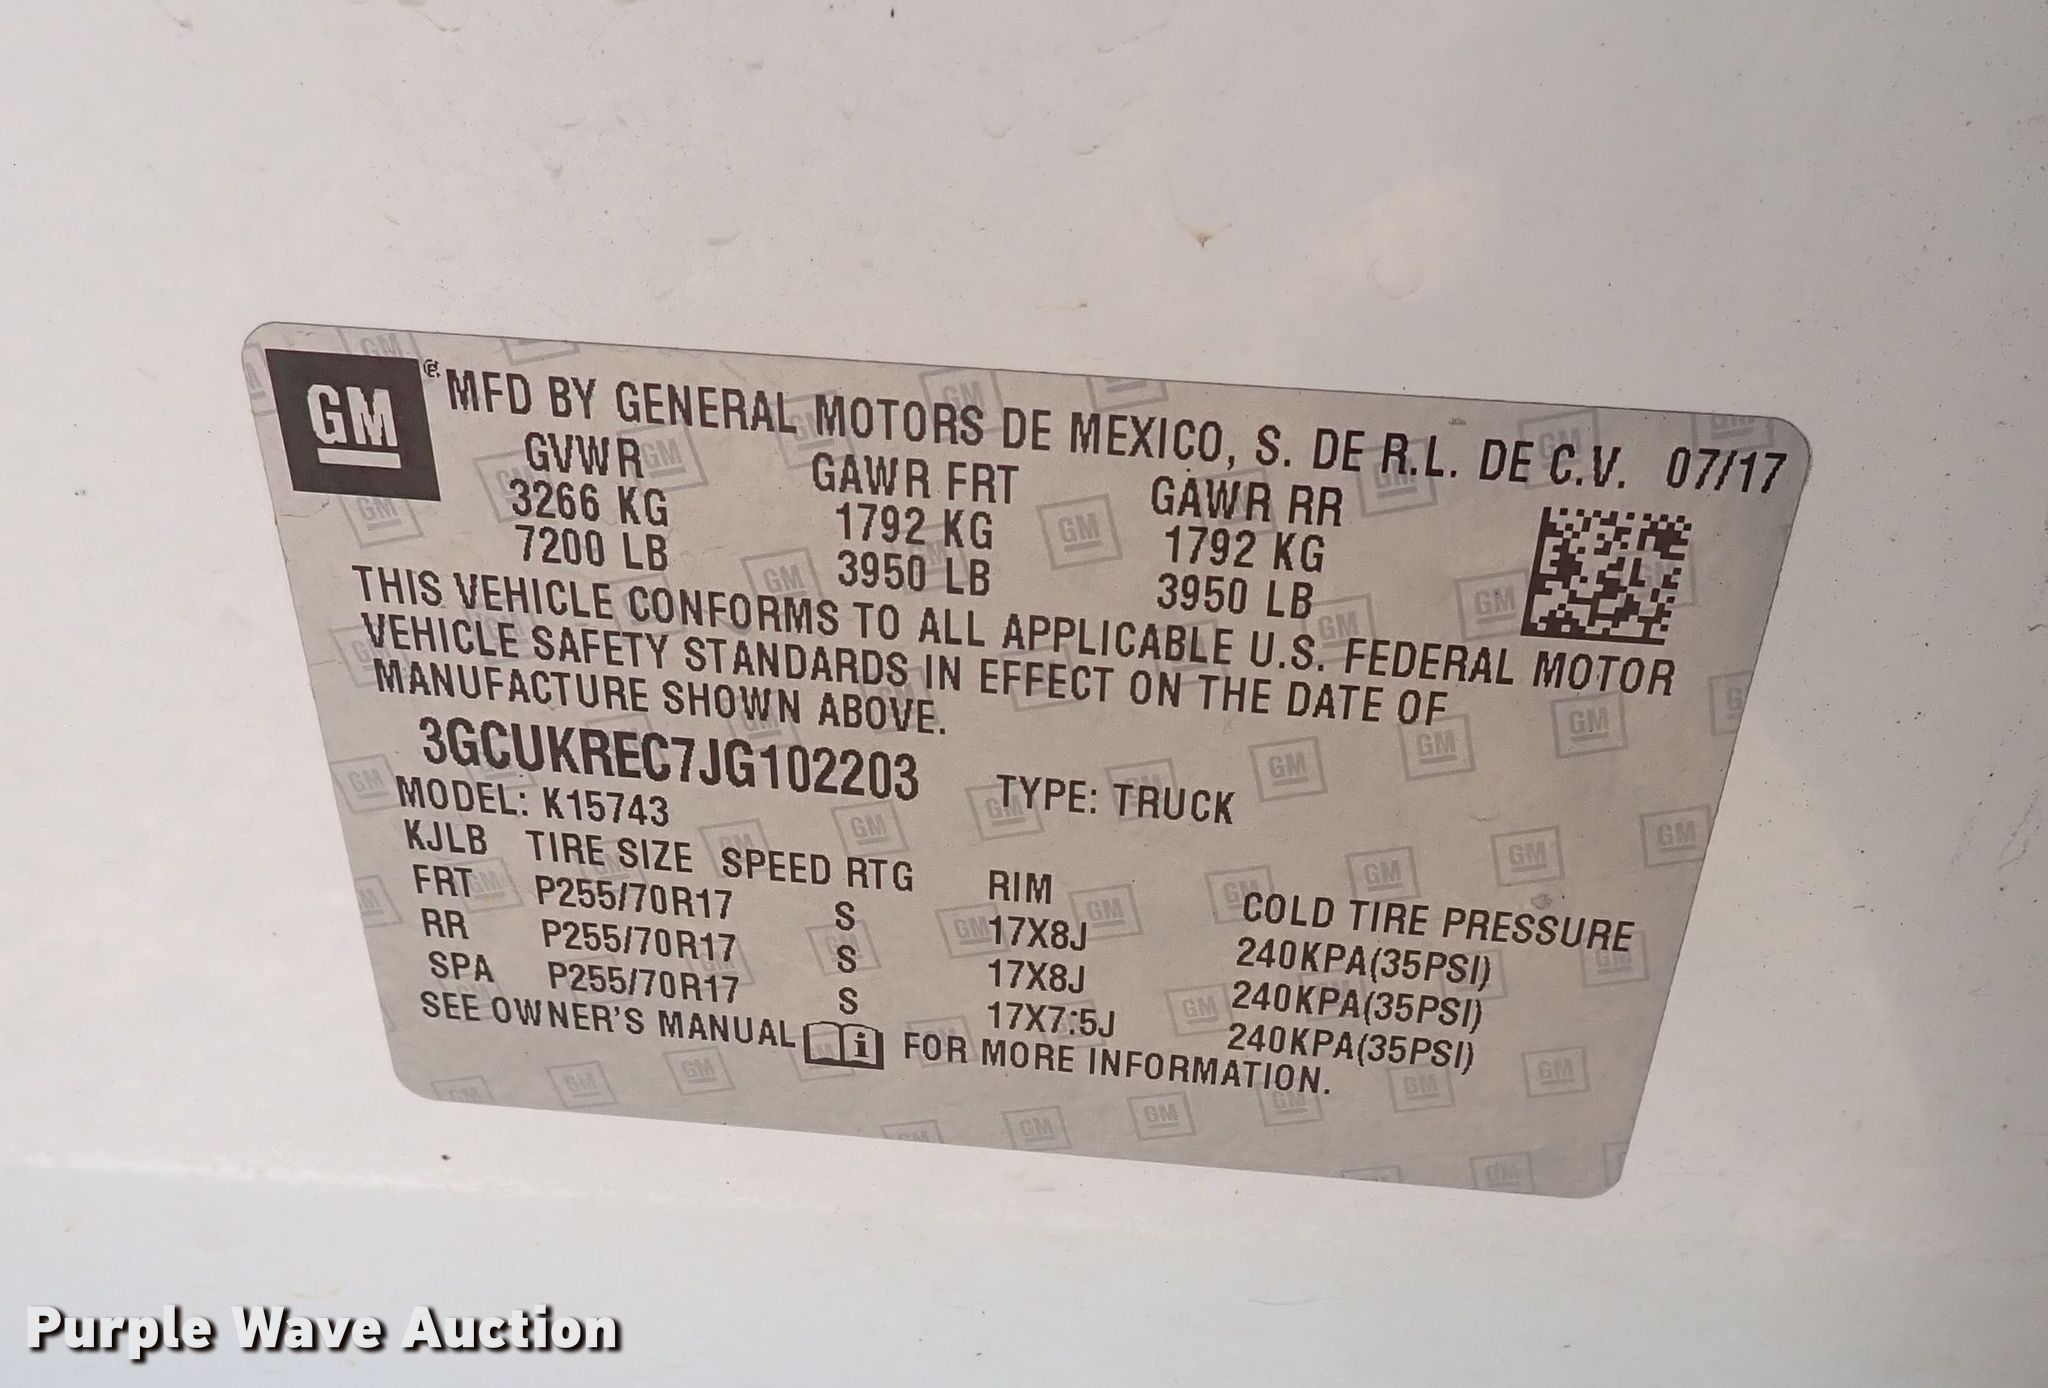 GM MFD BY GENERAL MOTORS DE MEXICO, S. DE R.L. DE C.V. 07/17
GVWR GAWR FRT GAWR RR
3266 KG 1792 KG 1792 KG
7200 LB 3950 LB 3950 LB
THIS VEHICLE CONFORMS TO ALL APPLICABLE U.S. FEDERAL MOTOR
VEHICLE SAFETY STANDARDS IN EFFECT ON THE DATE OF
MANUFACTURE SHOWN ABOVE.
3GCUKREC7JG102203 TYPE: TRUCK
MODEL: K15743
KJLB TIRE SIZE SPEED RTG RIM COLD TIRE PRESSURE
FRT P255/70R17 S 17X8J 240KPA(35PSI)
RR P255/70R17 S 17X8J 240KPA(35PSI)
SPA P255/70R17 S 17X7:5J 240KPA(35PSI)
SEE OWNER'S MANUAL i FOR MORE INFORMATION.
Purple Wave Auction